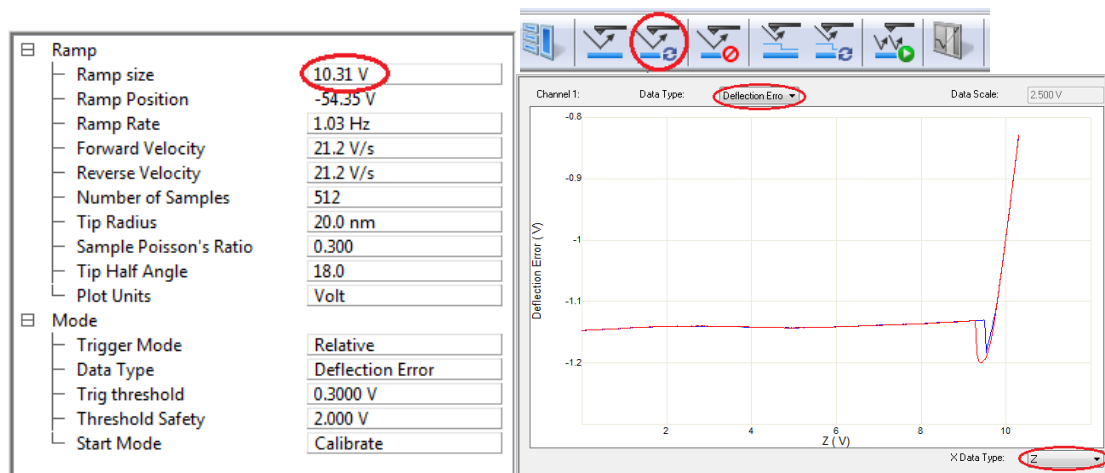 Ramp
Ramp size 10.31 V
Ramp Position -54.35 V
Ramp Rate 1.03 Hz
Forward Velocity 21.2 V/s
Reverse Velocity 21.2 V/s
Number of Samples 512
Tip Radius 20.0 nm
Sample Poisson's Ratio 0.300
Tip Half Angle 18.0
Plot Units Volt
Mode
Trigger Mode Relative
Data Type Deflection Error
Trig threshold 0.3000 V
Threshold Safety 2.000 V
Start Mode Calibrate
Channel 1: Data Type: Deflection Erro Data Scale: 2.500 V
-0.8
-0.9
-1
-1.1
-1.2
Deflection Error (V)
2 4 6 8 10
Z (V)
X Data Type: Z